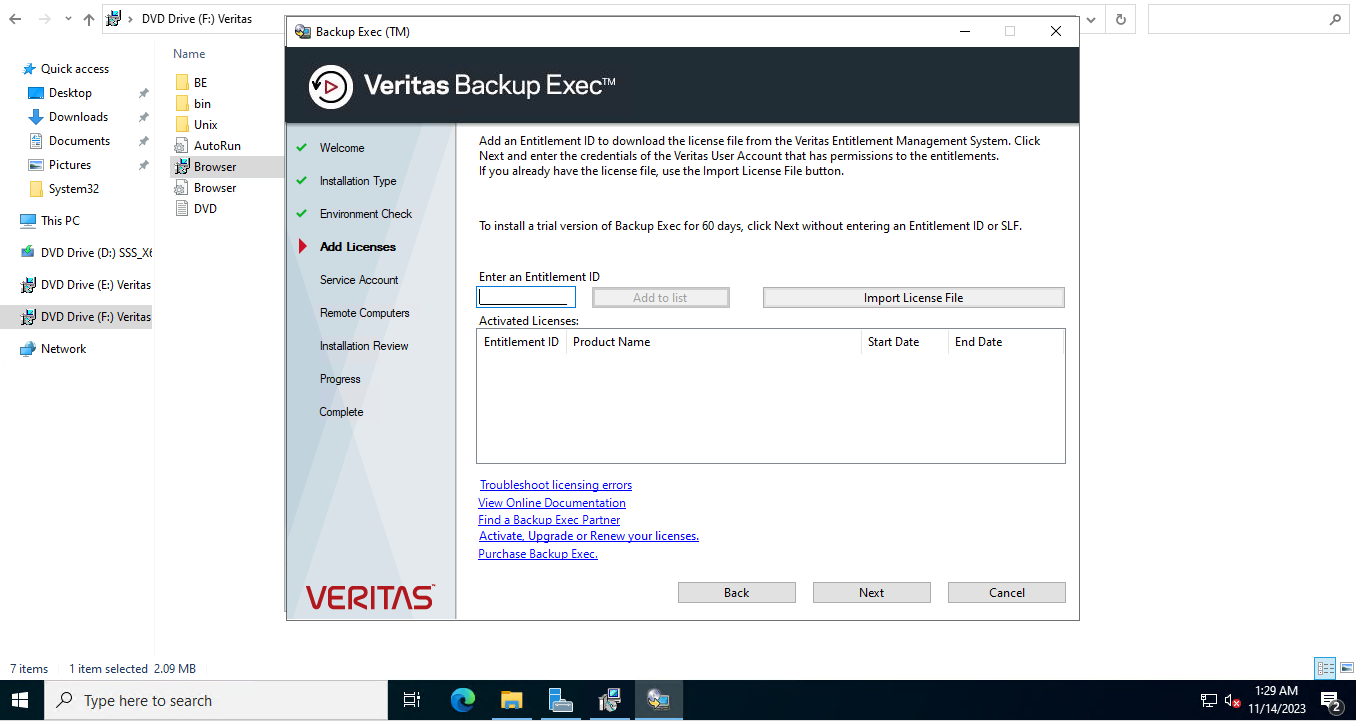 DVD Drive (F:) Veritas
Name
Quick access
Desktop
Downloads
Documents
Pictures
System32
This PC
DVD Drive (D:) SSS_X6
DVD Drive (E:) Veritas
DVD Drive (F:) Veritas
Network
BE
bin
Unix
AutoRun
Browser
Browser
DVD
Backup Exec (TM)
Veritas Backup Exec™
Welcome
Installation Type
Environment Check
Add Licenses
Service Account
Remote Computers
Installation Review
Progress
Complete
VERITAS™
Add an Entitlement ID to download the license file from the Veritas Entitlement Management System. Click
Next and enter the credentials of the Veritas User Account that has permissions to the entitlements.
If you already have the license file, use the Import License File button.
To install a trial version of Backup Exec for 60 days, click Next without entering an Entitlement ID or SLF.
Enter an Entitlement ID
Add to list
Import License File
Activated Licenses:
Entitlement ID Product Name Start Date End Date
Troubleshoot licensing errors
View Online Documentation
Find a Backup Exec Partner
Activate, Upgrade or Renew your licenses.
Purchase Backup Exec.
Back
Next
Cancel
7 items 1 item selected 2.09 MB
Type here to search
1:29 AM
11/14/2023
2